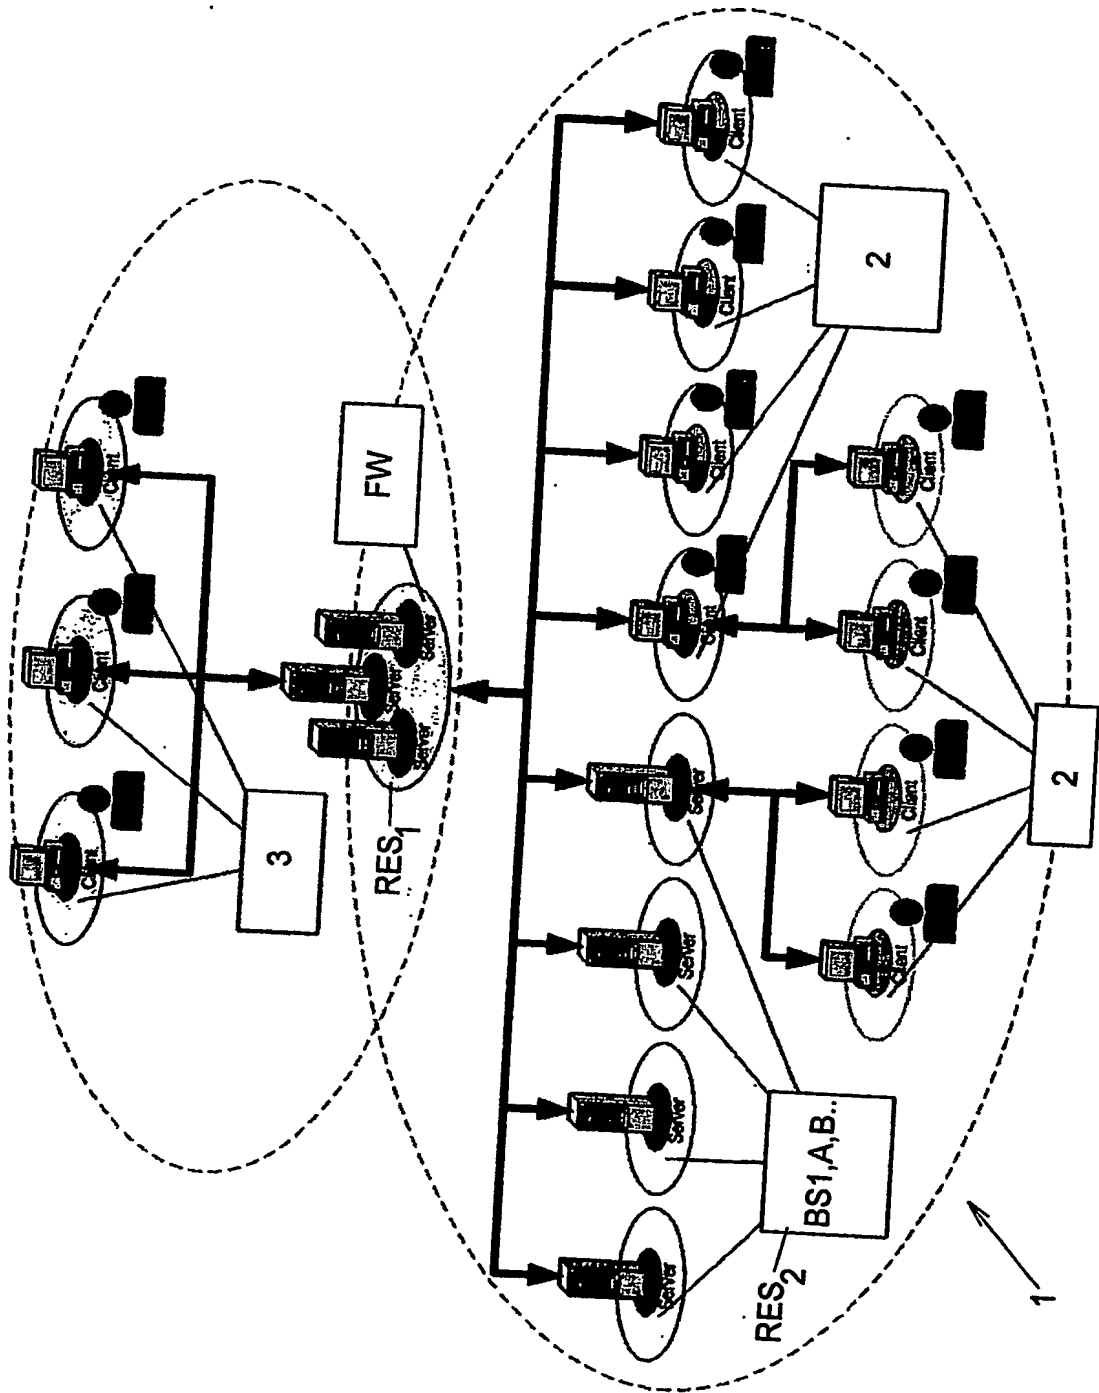 Client
Client
Client
3
FW
Server
Server
Server
RES1
Client
Client
Client
Client
Server
Server
Server
Server
2
Client
Client
Client
Client
2
BS1,A,B..
RES2
1